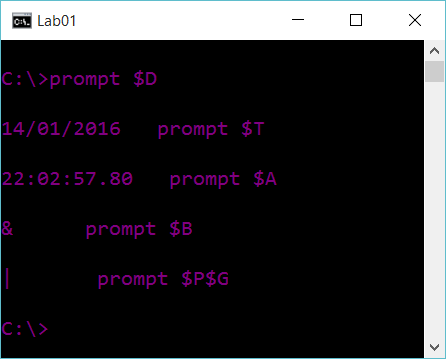 Lab01
C:\>prompt $D
14/01/2016   prompt $T
22:02:57.80   prompt $A
&      prompt $B
|       prompt $P$G
C:\>